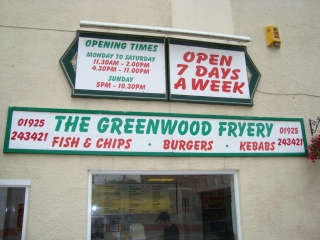 OPENING TIMES
MONDAY TO SATURDAY
11.30AM - 2.00PM
4.30PM - 11.00PM
SUNDAY
5PM - 10.30PM
OPEN
7 DAYS
A WEEK
01925
243421
THE GREENWOOD FRYERY
FISH & CHIPS · BURGERS · KEBABS
01925
243421